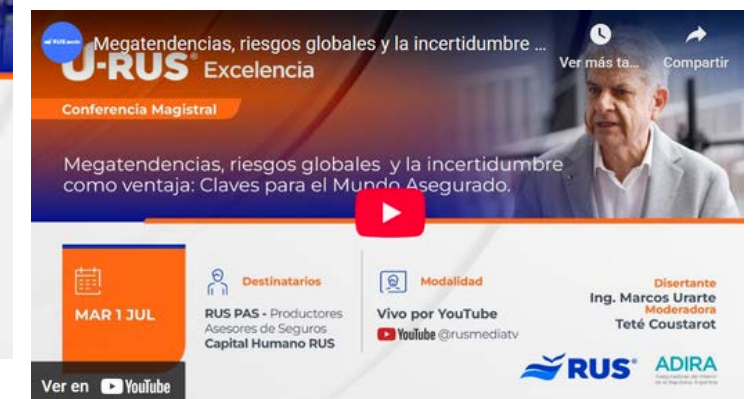 Megatendencias, riesgos globales y la incertidumbre ...
Ver más ta...
Compartir
U-RUS® Excelencia
Conferencia Magistral
Megatendencias, riesgos globales y la incertidumbre
como ventaja: Claves para el Mundo Asegurado.
MAR 1 JUL
Destinatarios
RUS PAS - Productores
Asesores de Seguros
Capital Humano RUS
Modalidad
Vivo por YouTube
YouTube @rusmediatv
Disertante
Ing. Marcos Urarte
Moderadora
Teté Coustarot
RUS®
ADIRA
Ver en YouTube